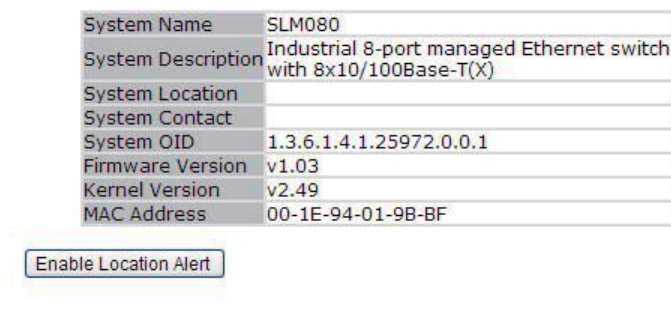 System Name SLM080
System Description Industrial 8-port managed Ethernet switch
with 8x10/100Base-T(X)
System Location
System Contact
System OID 1.3.6.1.4.1.25972.0.0.1
Firmware Version v1.03
Kernel Version v2.49
MAC Address 00-1E-94-01-9B-BF
Enable Location Alert